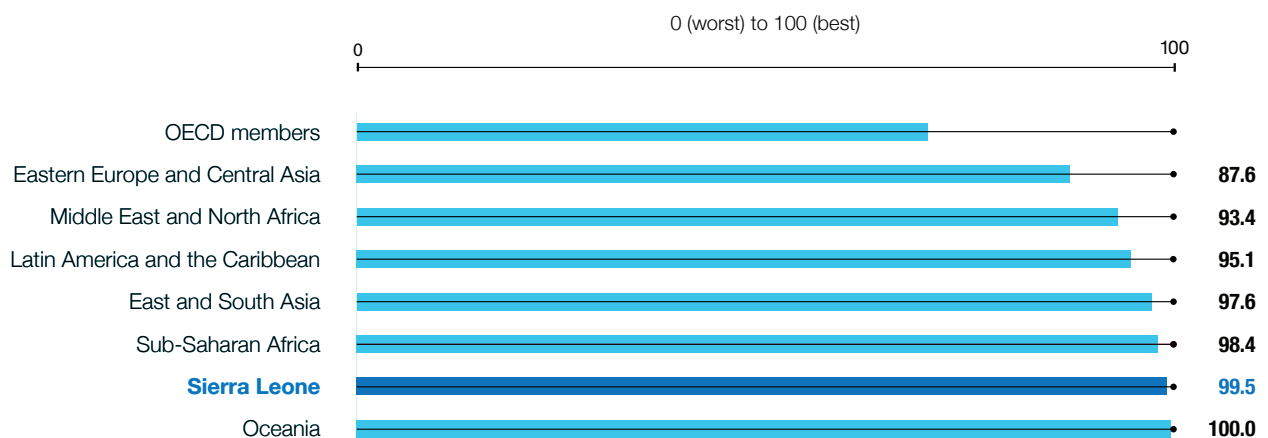 0 (worst) to 100 (best)
0 100
OECD members
Eastern Europe and Central Asia 87.6
Middle East and North Africa 93.4
Latin America and the Caribbean 95.1
East and South Asia 97.6
Sub-Saharan Africa 98.4
Sierra Leone 99.5
Oceania 100.0